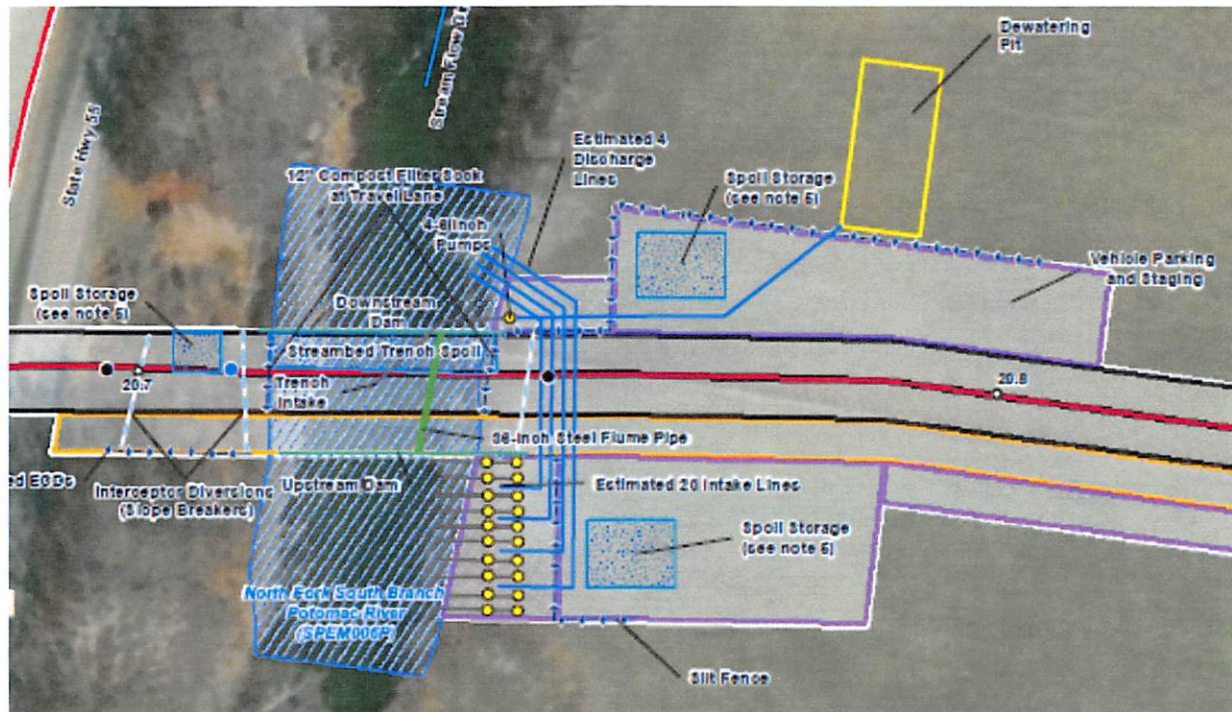 Dewatering
Pit
Stream Flow
State Hwy 55
Estimated 4
Discharge
Lines
12" Compost Filter Sock
at Travel Lane
Spoil Storage
(see note 5)
4-6 Inch
Pumps
Vehicle Parking
and Staging
Spoil Storage
(see note 5)
Downstream
Dam
Streambed Trench Spoil
20.7
Trench
Intake
20.8
36-Inch Steel Flume Pipe
Interceptor Diversions
(Slope Breakers)
Upstream Dam
Estimated 20 Intake Lines
Spoil Storage
(see note 5)
North Fork South Branch
Potomac River
(SPEM006P)
Silt Fence